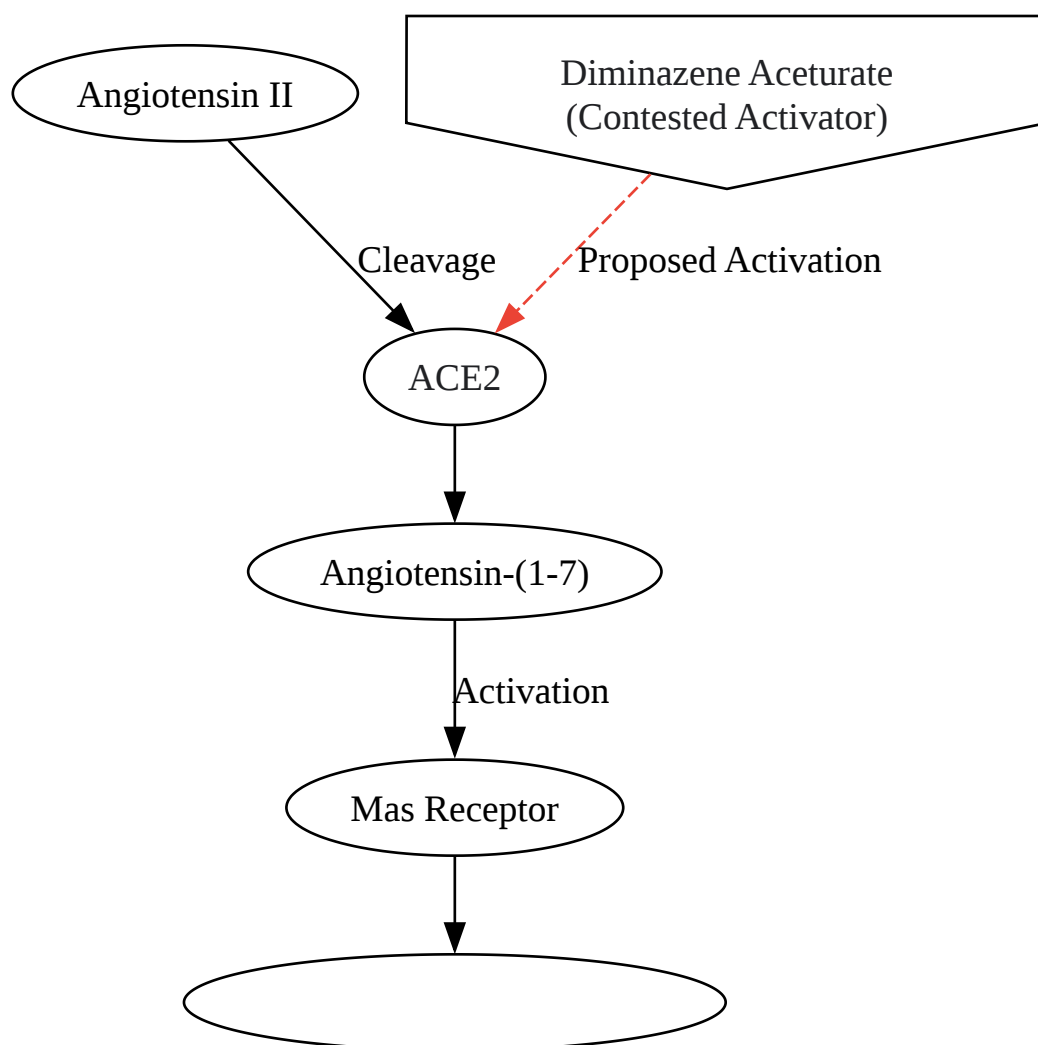 Angiotensin II
Diminazene Aceturate
(Contested Activator)
Cleavage
Proposed Activation
ACE2
Angiotensin-(1-7)
Activation
Mas Receptor